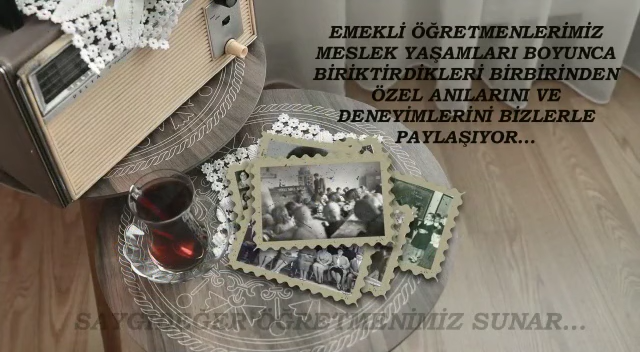 EMEKLİ ÖĞRETMENLERİMİZ
MESLEK YAŞAMLARI BOYUNCA
BİRİKTİRDİKLERİ BİRBİRİNDEN
ÖZEL ANILARINI VE
DENEYİMLERİNİ BİZLERLE
PAYLAŞIYOR...
SAYGIDEĞER ÖĞRETMENİMİZ SUNAR...